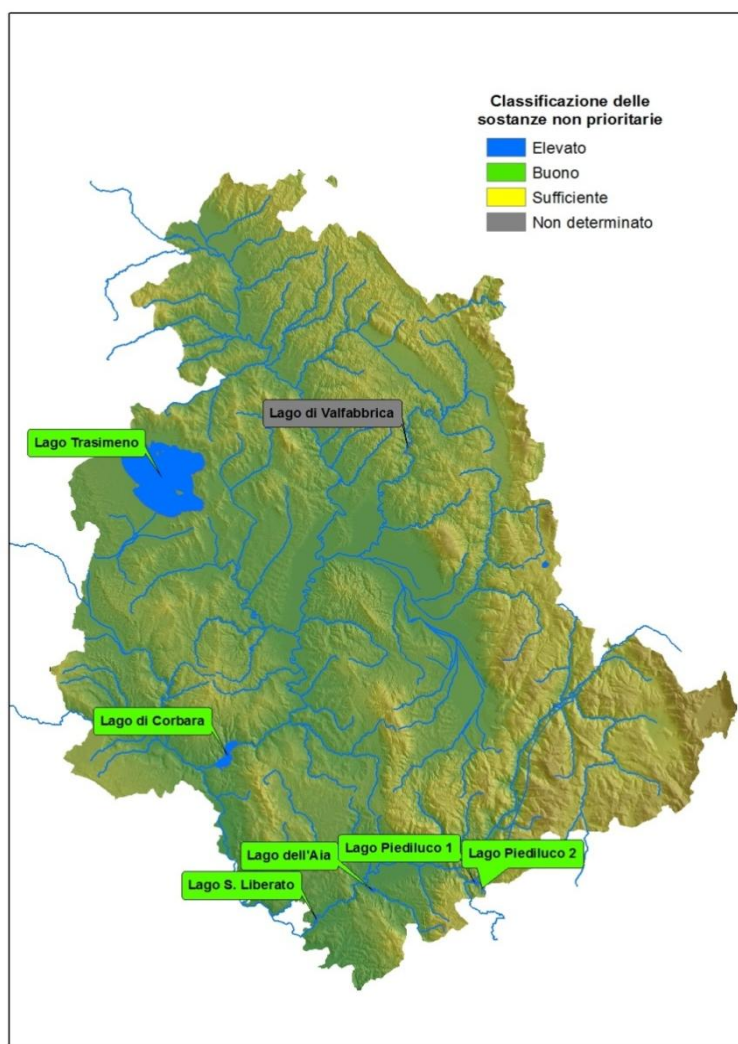 Classificazione delle
sostanze non prioritarie
Elevato
Buono
Sufficiente
Non determinato
Lago di Valfabbrica
Lago Trasimeno
Lago di Corbara
Lago Piediluco 1
Lago dell'Aia
Lago Piediluco 2
Lago S. Liberato